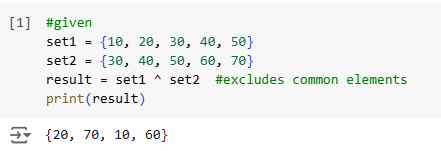 [1] #given
set1 = {10, 20, 30, 40, 50}
set2 = {30, 40, 50, 60, 70}
result = set1 ^ set2  #excludes common elements
print(result)
{20, 70, 10, 60}